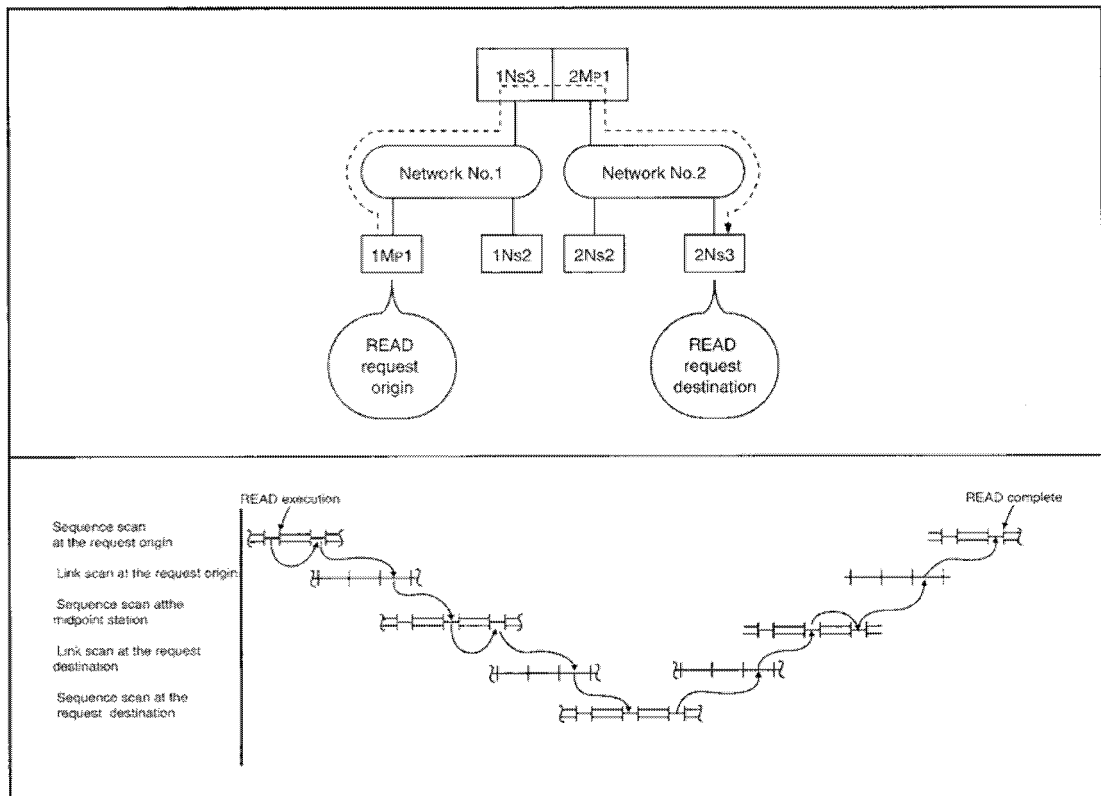 1Ns3 2MP1
Network No.1 Network No.2
1MP1 1Ns2 2Ns2 2Ns3
READ
request
origin
READ
request
destination
READ execution
READ complete
Sequence scan
at the request origin
Link scan at the request origin
Sequence scan atthe
midpoint station
Link scan at the request
destination
Sequence scan at the
request destination